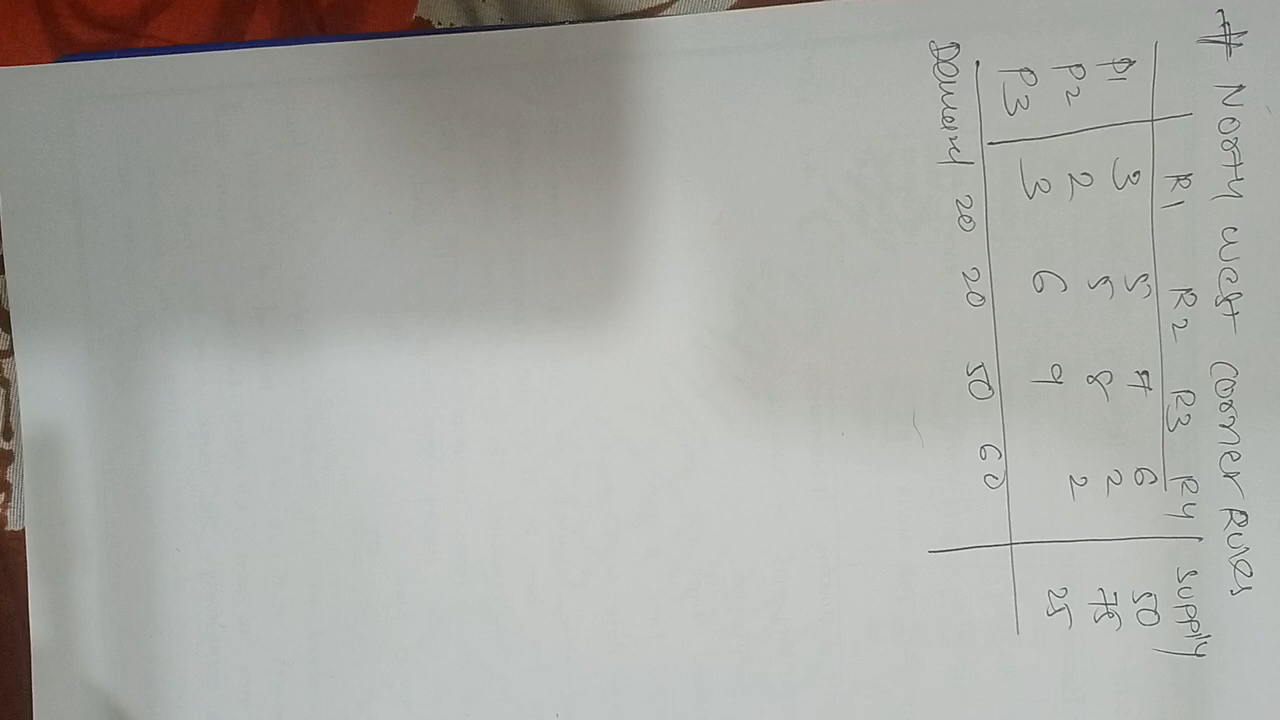 # North west Corner Rules
R1 R2 R3 R4 supply
P1 3 5 7 6 50
P2 2 5 8 2 75
P3 3 6 9 2 25
Demand 20 20 50 60